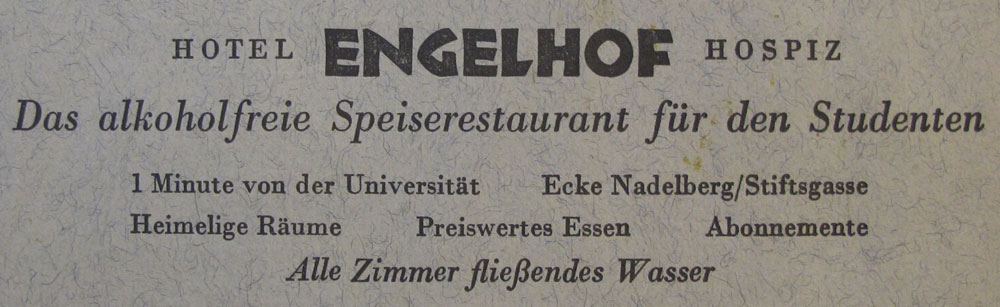 HOTEL ENGELHOF HOSPIZ
Das alkoholfreie Speiserestaurant für den Studenten
1 Minute von der Universität Ecke Nadelberg/Stiftsgasse
Heimelige Räume Preiswertes Essen Abonnemente
Alle Zimmer fließendes Wasser